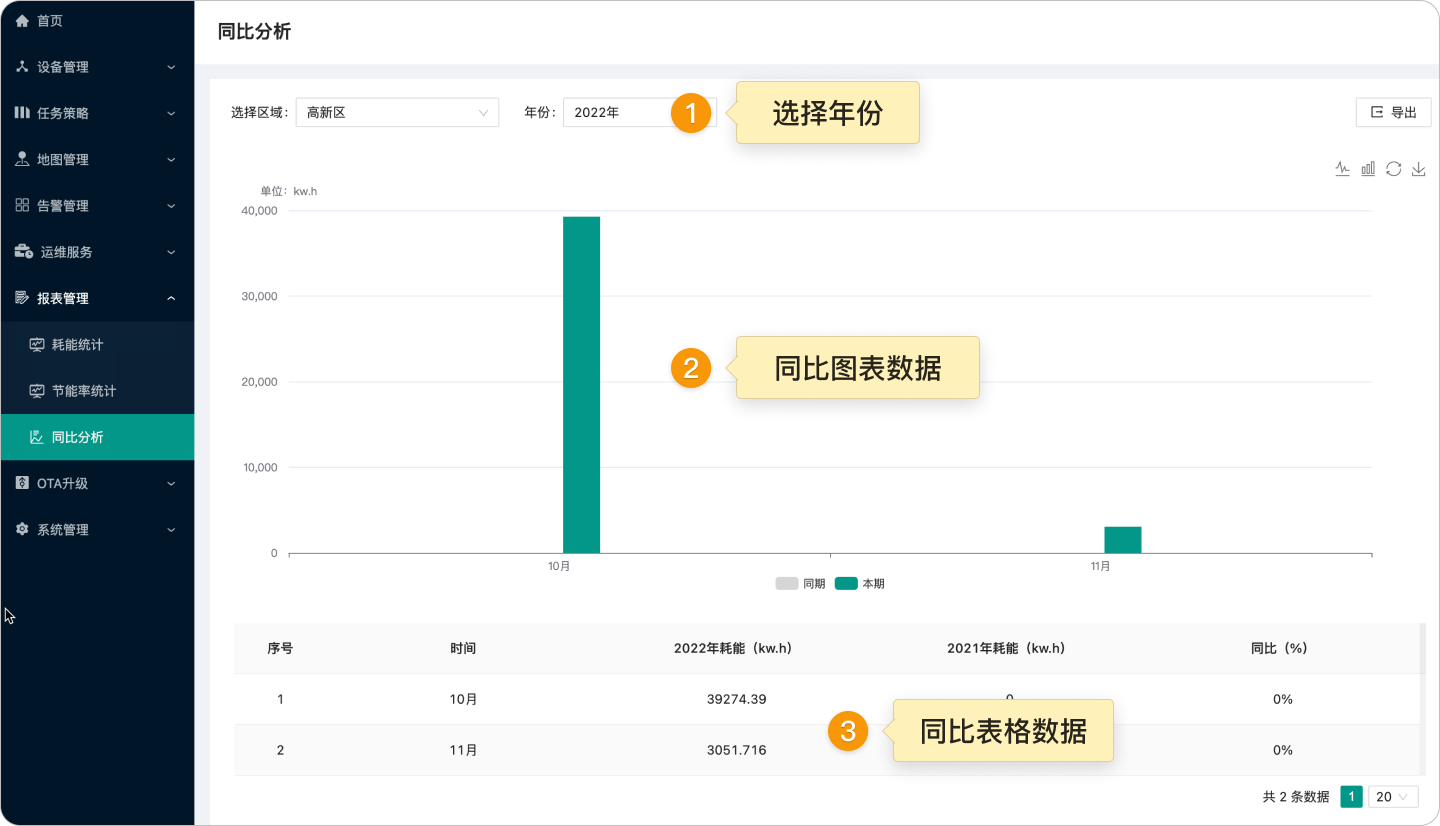 首页
设备管理
任务策略
地图管理
告警管理
运维服务
报表管理
耗能统计
节能率统计
同比分析
OTA升级
系统管理
同比分析
选择区域: 高新区 年份: 2022年 1 选择年份 导出
单位: kw.h
40,000
30,000
2 同比图表数据
20,000
10,000
0
10月 11月
同期 本期
序号 时间 2022年耗能（kw.h） 2021年耗能（kw.h） 同比（%）
1 10月 39274.39 0%
3 同比表格数据
2 11月 3051.716 0%
共 2 条数据 1 20